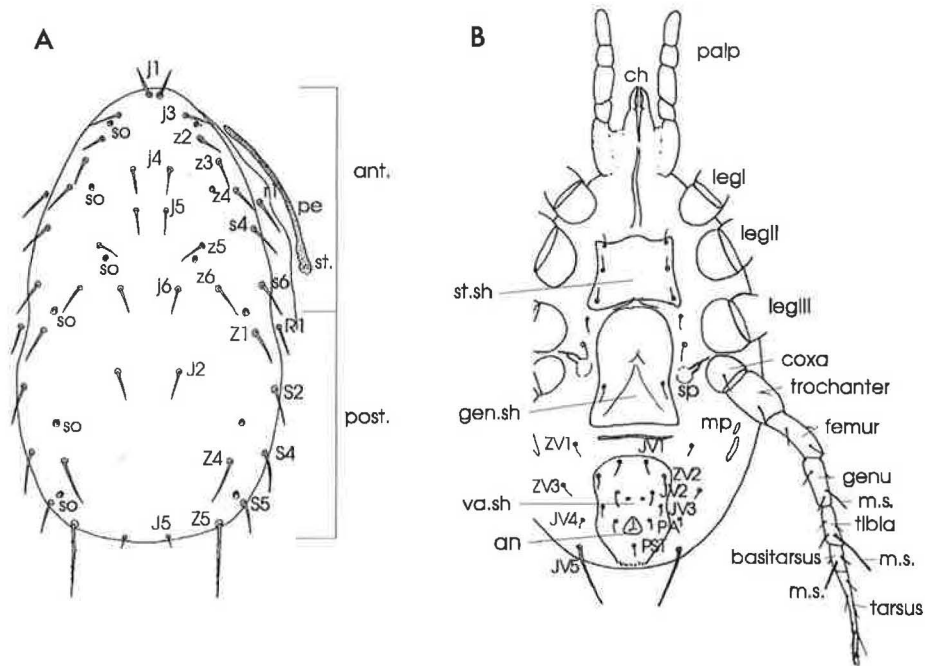 A
j1
j3
so
z2
j4
z3
ant.
so
z4
r1
j5
pe
s4
z5
so
st.
j6
z6
s6
so
Z1
R1
J2
S2
so
post.
Z4
S4
so
S5
J5
Z5
B
palp
ch
legI
legII
st.sh
legIII
coxa
sp
trochanter
gen.sh
mp
femur
ZV1
JV1
genu
ZV2
ZV3
JV2
m.s.
va.sh
JV3
tibia
JV4
PA
an
PST
basitarsus
m.s.
JV5
m.s.
tarsus